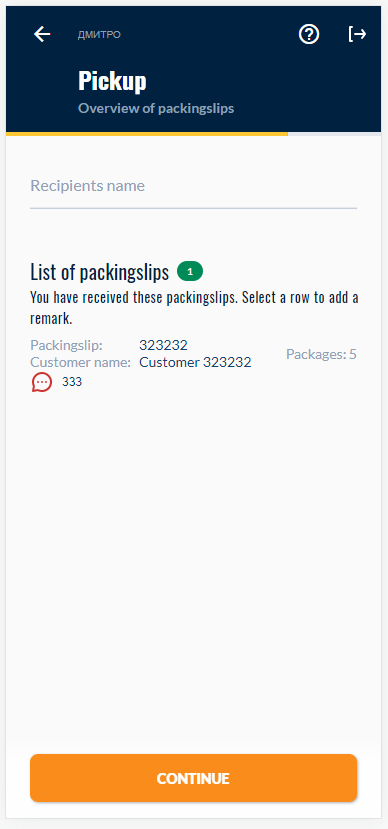 ДМИТРО
Pickup
Overview of packingslips
Recipients name
List of packingslips 1
You have received these packingslips. Select a row to add a
remark.
Packingslip: 323232
Customer name: Customer 323232
Packages: 5
333
CONTINUE